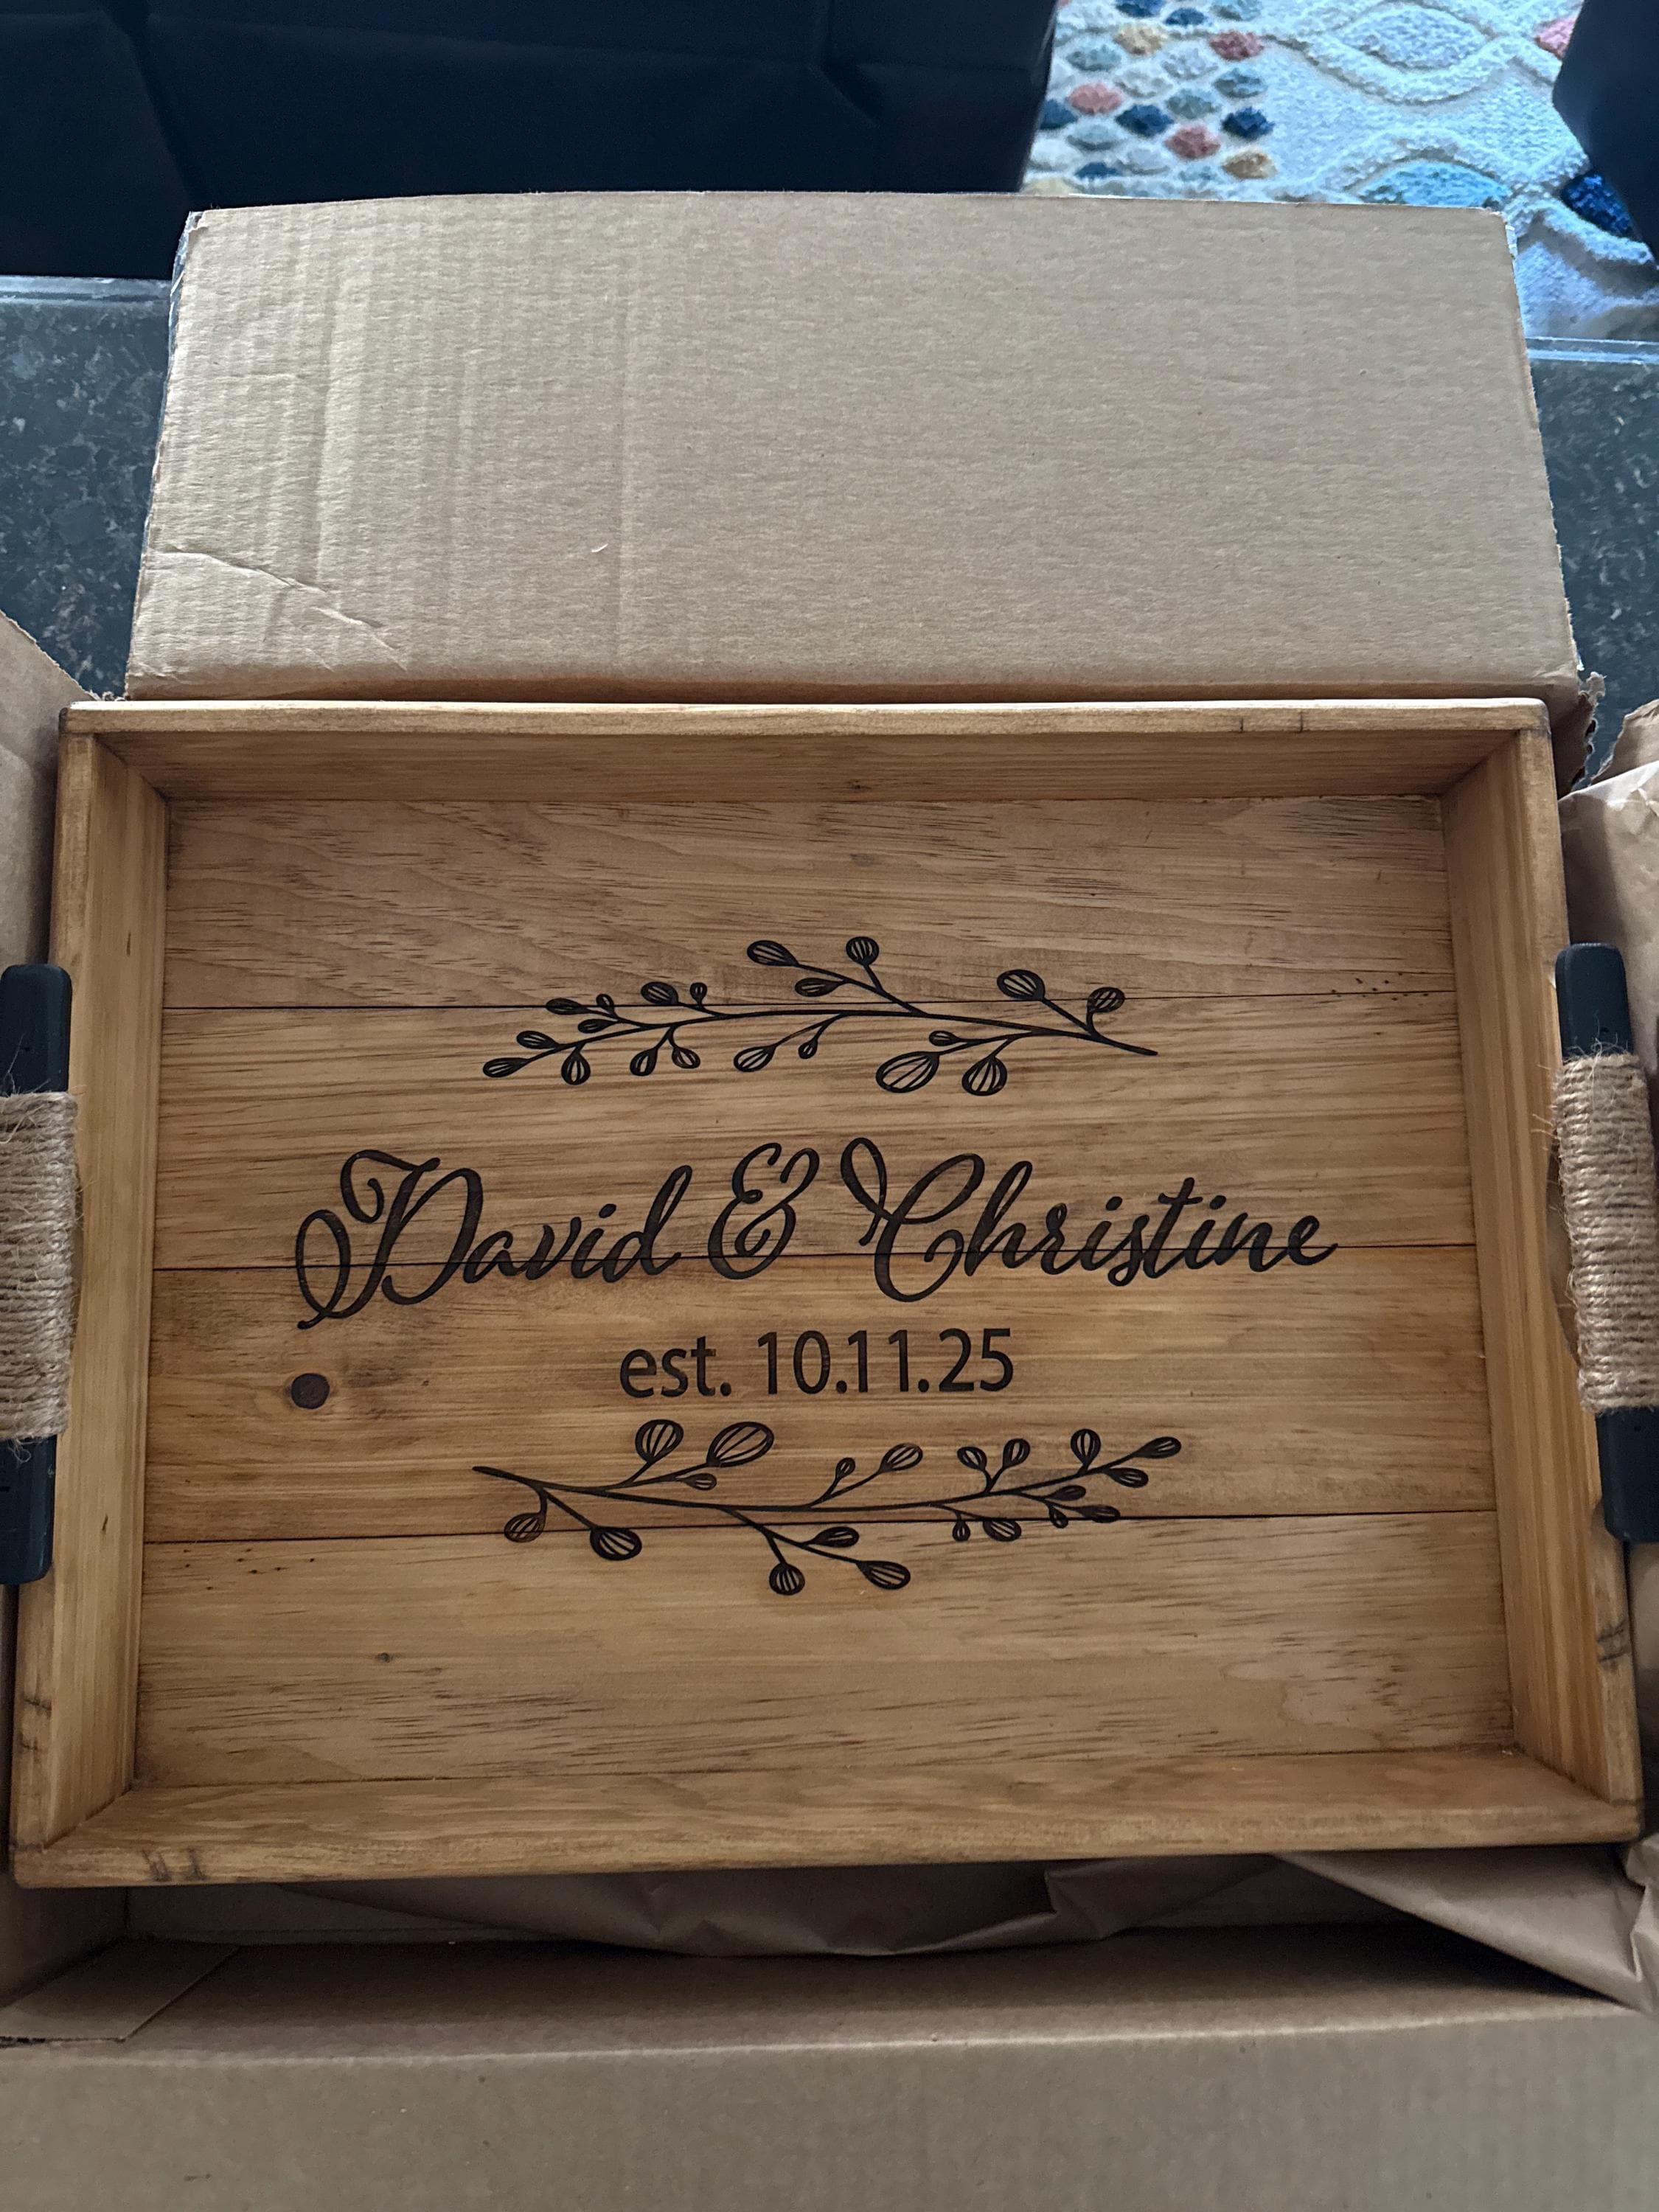 David & Christine
est. 10.11.25